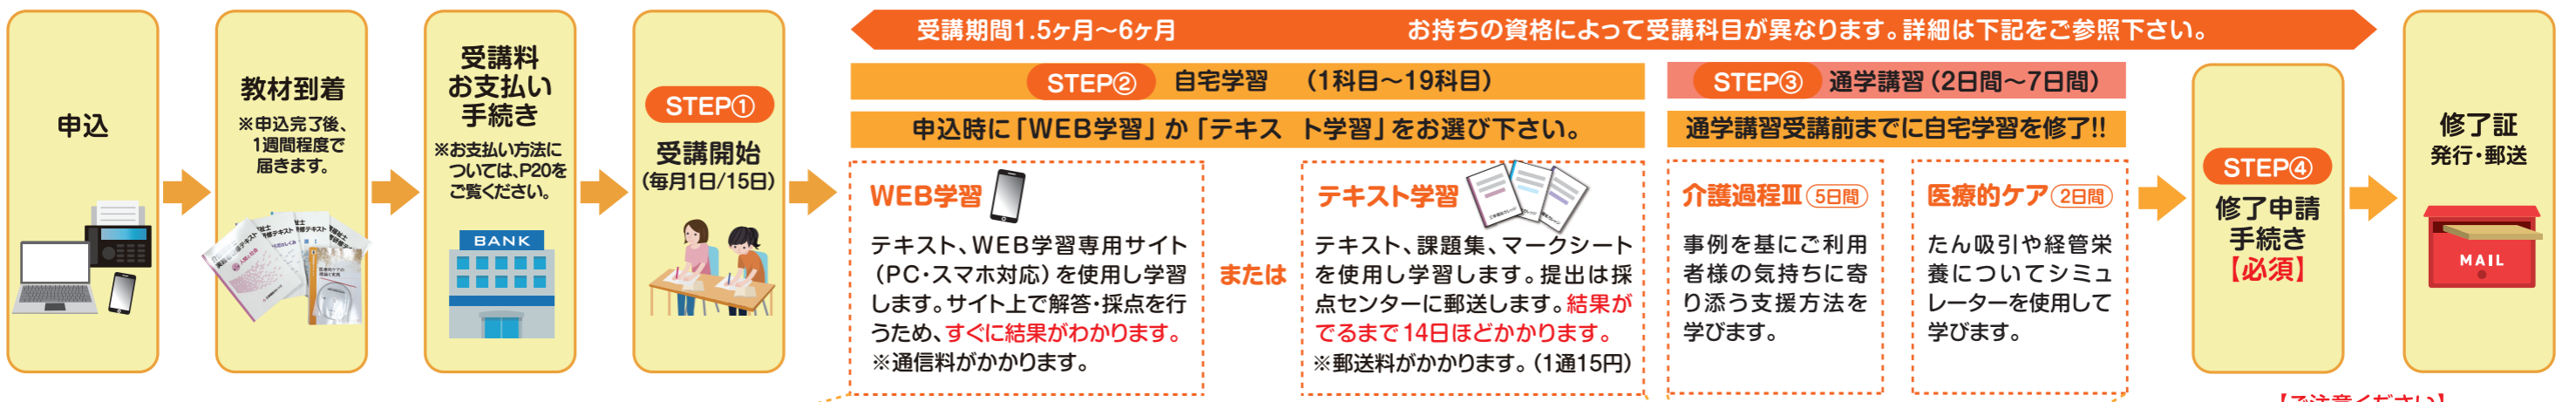 申込
教材到着
※申込完了後、
1週間程度で
届きます。
受講料
お支払い
手続き
※お支払い方法に
ついては、P20を
ご覧ください。
BANK
STEP①
受講開始
(毎月1日/15日)
受講期間1.5ヶ月〜6ヶ月 お持ちの資格によって受講科目が異なります。詳細は下記をご参照下さい。
STEP② 自宅学習 (1科目〜19科目)
申込時に「WEB学習」か「テキス ト学習」をお選び下さい。
WEB学習
テキスト、WEB学習専用サイト
(PC・スマホ対応)を使用し学習
します。サイト上で解答・採点を行
うため、すぐに結果がわかります。
※通信料がかかります。
または
テキスト学習
テキスト、課題集、マークシート
を使用し学習します。提出は採
点センターに郵送します。結果が
でるまで14日ほどかかります。
※郵送料がかかります。(1通15円)
STEP③ 通学講習(2日間〜7日間)
通学講習受講前までに自宅学習を修了!!
介護過程Ⅲ 5日間
事例を基にご利用
者様の気持ちに寄
り添う支援方法を
学びます。
医療的ケア 2日間
たん吸引や経管栄
養についてシミュ
レーターを使用して
学びます。
STEP④
修了申請
手続き
【必須】
修了証
発行・郵送
MAIL
【ご注意ください】